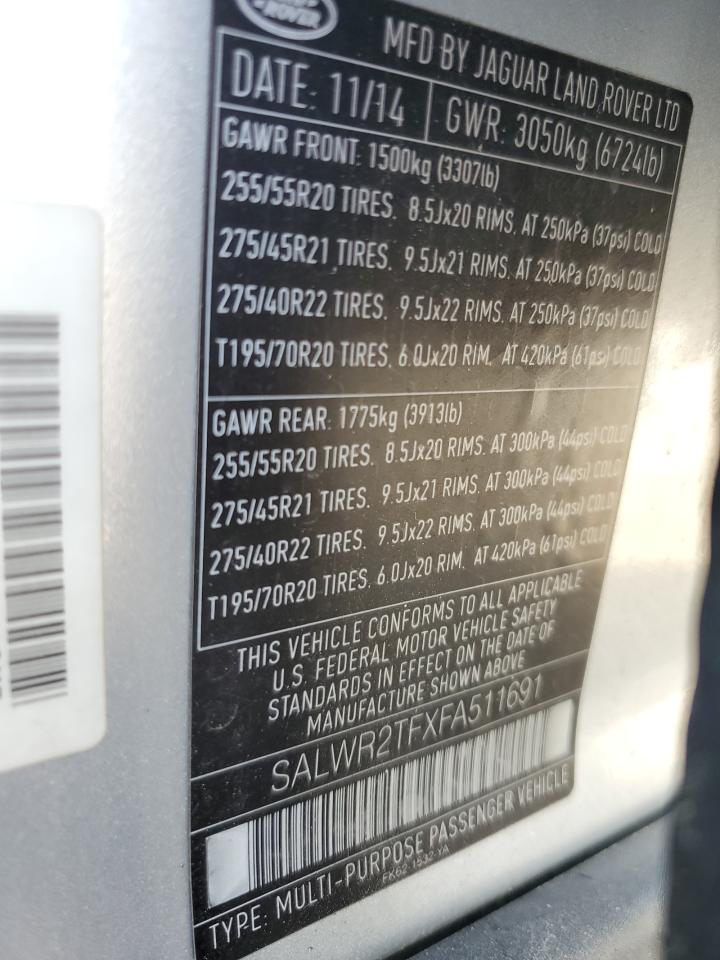 ROVER
MFD BY JAGUAR LAND ROVER LTD
DATE: 11/14 GWR: 3050kg (6724lb)
GAWR FRONT: 1500kg (3307lb)
255/55R20 TIRES. 8.5Jx20 RIMS. AT 250kPa (37psi) COLD
275/45R21 TIRES. 9.5Jx21 RIMS. AT 250kPa (37psi) COLD
275/40R22 TIRES. 9.5Jx22 RIMS. AT 250kPa (37psi) COLD
T195/70R20 TIRES. 6.0Jx20 RIM. AT 420kPa (61psi) COLD
GAWR REAR: 1775kg (3913lb)
255/55R20 TIRES. 8.5Jx20 RIMS. AT 300kPa (44psi) COLD
275/45R21 TIRES. 9.5Jx21 RIMS. AT 300kPa (44psi) COLD
275/40R22 TIRES. 9.5Jx22 RIMS. AT 300kPa (44psi) COLD
T195/70R20 TIRES. 6.0Jx20 RIM. AT 420kPa (61psi) COLD
THIS VEHICLE CONFORMS TO ALL APPLICABLE
U.S. FEDERAL MOTOR VEHICLE SAFETY
STANDARDS IN EFFECT ON THE DATE OF
MANUFACTURE SHOWN ABOVE
SALWR2TFXFA511691
TYPE: MULTI-PURPOSE PASSENGER VEHICLE
FK62-1532-YA